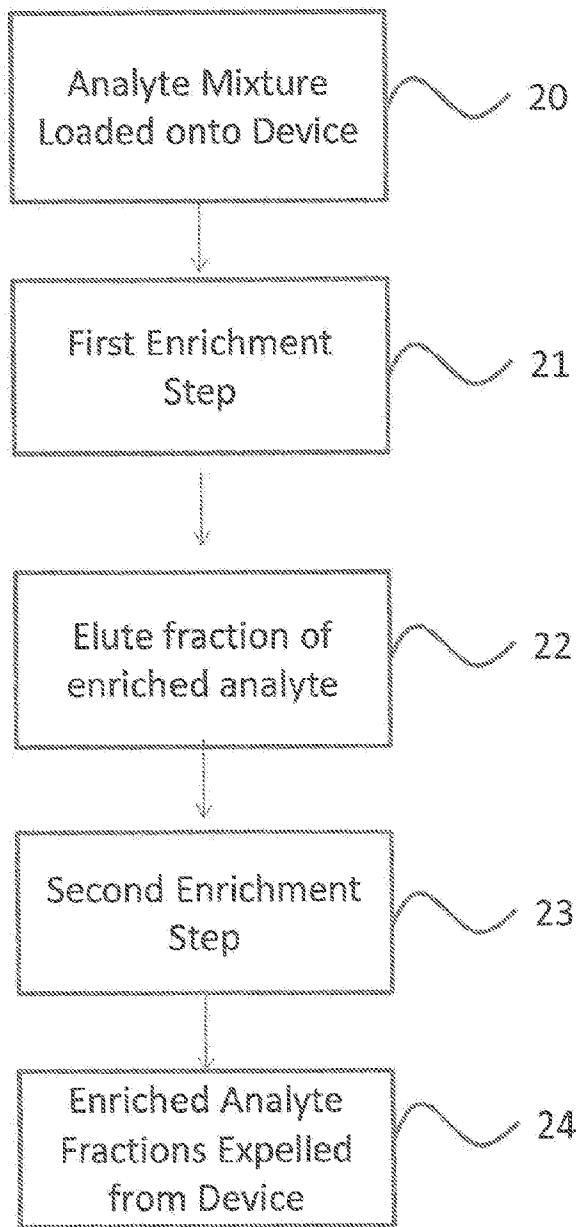 Analyte Mixture
Loaded onto Device
20
First Enrichment
Step
21
Elute fraction of
enriched analyte
22
Second Enrichment
Step
23
Enriched Analyte
Fractions Expelled
from Device
24